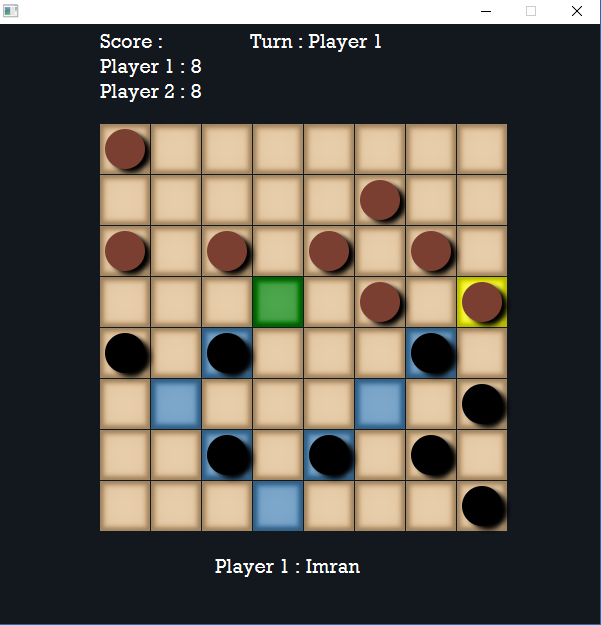 Score :
Turn : Player 1
Player 1 : 8
Player 2 : 8
Player 1 : Imran